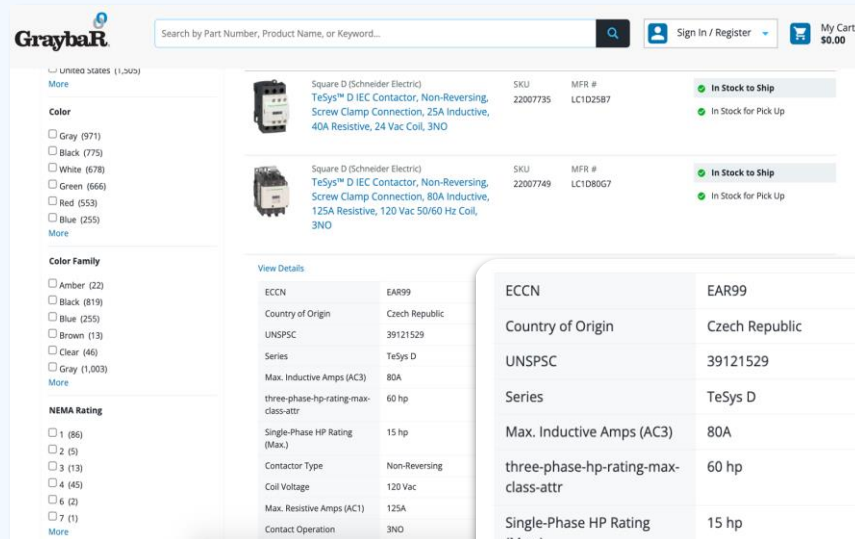 GraybaR
Search by Part Number, Product Name, or Keyword...
Sign In / Register
My Cart
$0.00
United States (1,505)
More
Color
Gray (971)
Black (775)
White (678)
Green (666)
Red (553)
Blue (255)
More
Color Family
Amber (22)
Black (819)
Blue (255)
Brown (13)
Clear (46)
Gray (1,003)
More
NEMA Rating
1 (86)
2 (5)
3 (13)
4 (45)
6 (2)
7 (1)
More
Square D (Schneider Electric)
TeSys™ D IEC Contactor, Non-Reversing,
Screw Clamp Connection, 25A Inductive,
40A Resistive, 24 Vac Coil, 3NO
SKU
22007735
MFR #
LC1D25B7
In Stock to Ship
In Stock for Pick Up
Square D (Schneider Electric)
TeSys™ D IEC Contactor, Non-Reversing,
Screw Clamp Connection, 80A Inductive,
125A Resistive, 120 Vac 50/60 Hz Coil,
3NO
SKU
22007749
MFR #
LC1D80G7
In Stock to Ship
In Stock for Pick Up
View Details
ECCN EAR99
Country of Origin Czech Republic
UNSPSC 39121529
Series TeSys D
Max. Inductive Amps (AC3) 80A
three-phase-hp-rating-max- 60 hp
class-attr
Single-Phase HP Rating 15 hp
(Max.)
Contactor Type Non-Reversing
Coil Voltage 120 Vac
Max. Resistive Amps (AC1) 125A
Contact Operation 3NO
ECCN EAR99
Country of Origin Czech Republic
UNSPSC 39121529
Series TeSys D
Max. Inductive Amps (AC3) 80A
three-phase-hp-rating-max- 60 hp
class-attr
Single-Phase HP Rating 15 hp